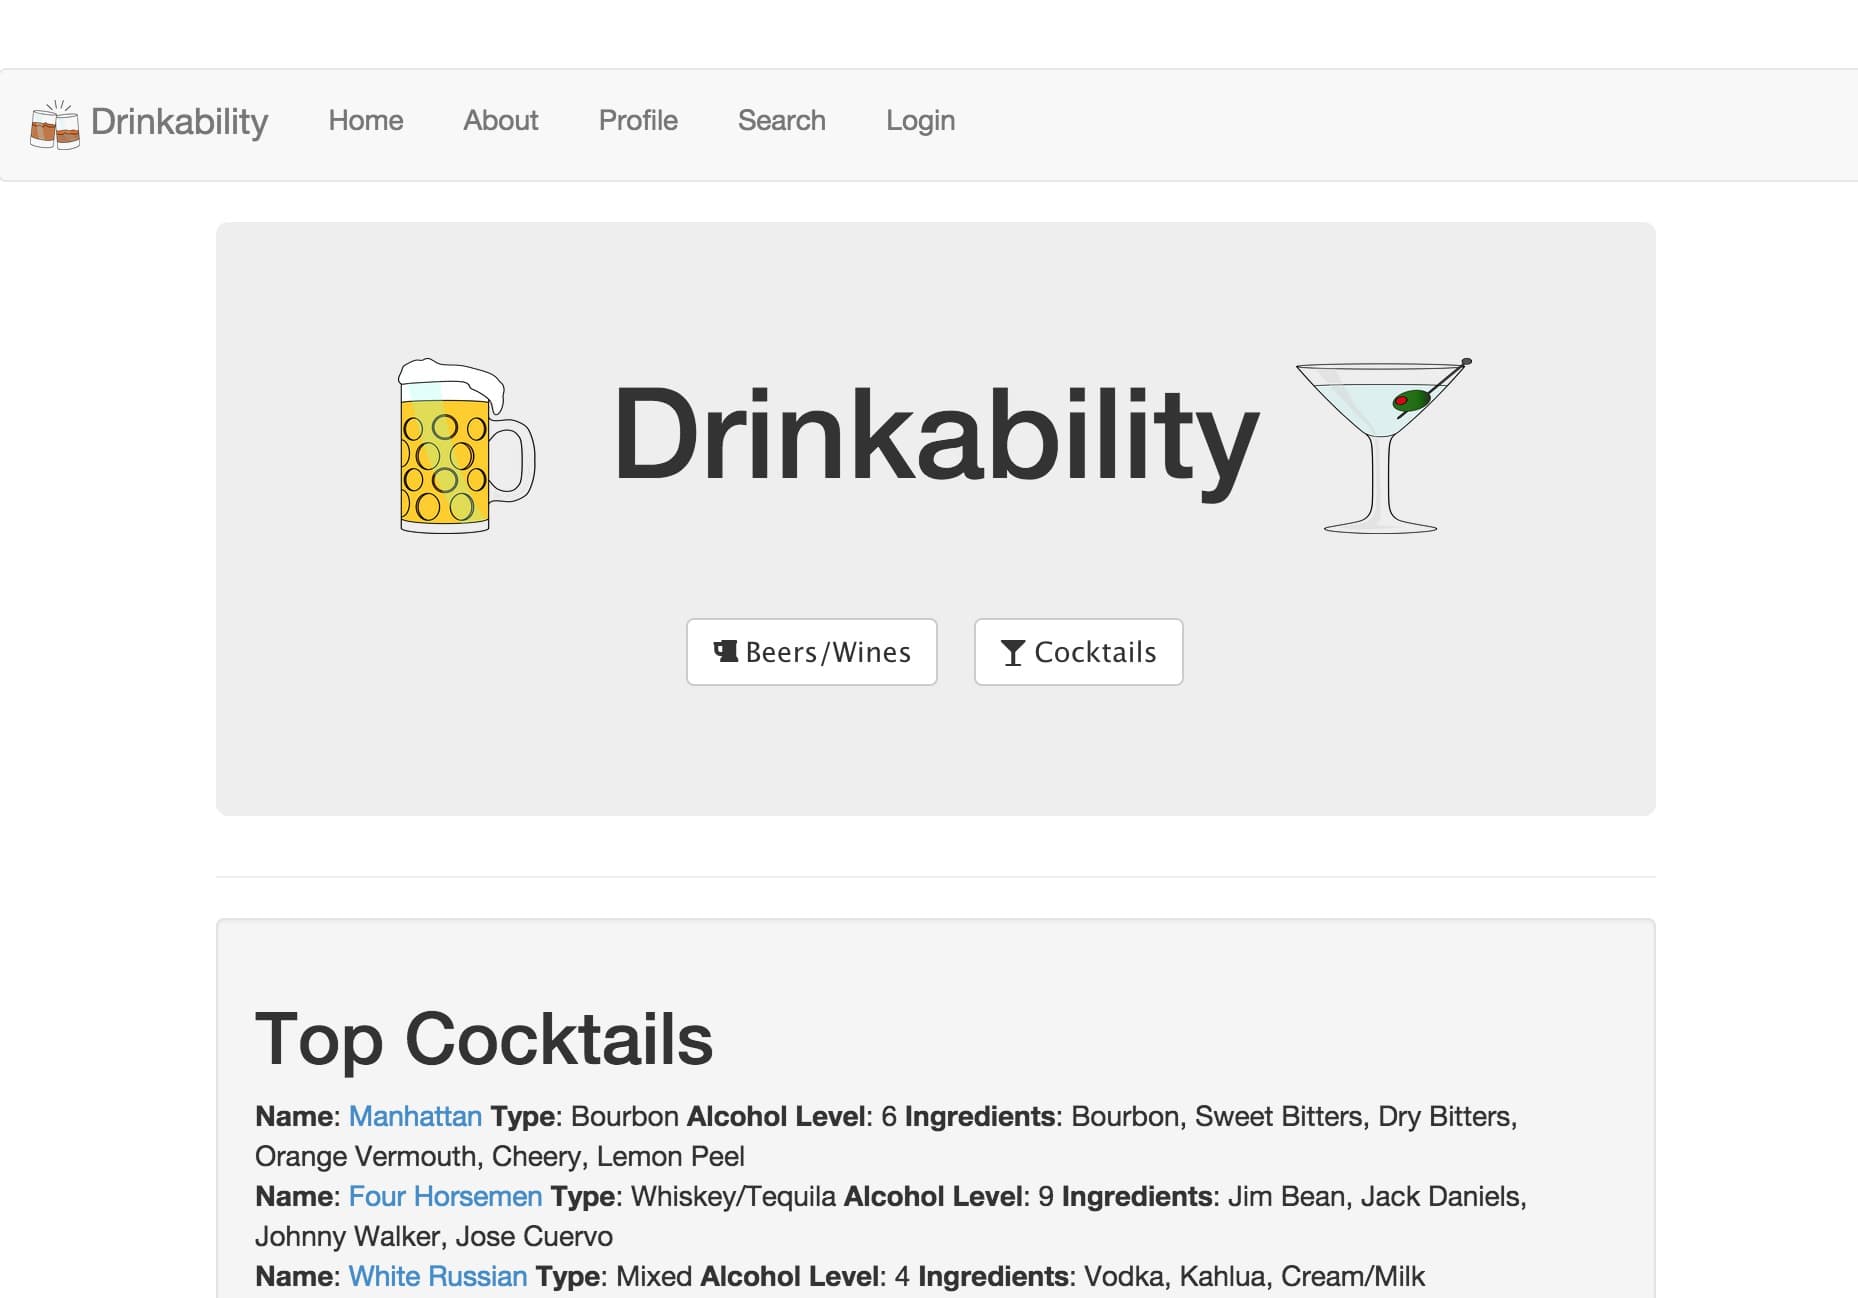 Drinkability Home About Profile Search Login
Drinkability
Beers/Wines Cocktails
Top Cocktails
Name: Manhattan Type: Bourbon Alcohol Level: 6 Ingredients: Bourbon, Sweet Bitters, Dry Bitters,
Orange Vermouth, Cheery, Lemon Peel
Name: Four Horsemen Type: Whiskey/Tequila Alcohol Level: 9 Ingredients: Jim Bean, Jack Daniels,
Johnny Walker, Jose Cuervo
Name: White Russian Type: Mixed Alcohol Level: 4 Ingredients: Vodka, Kahlua, Cream/Milk